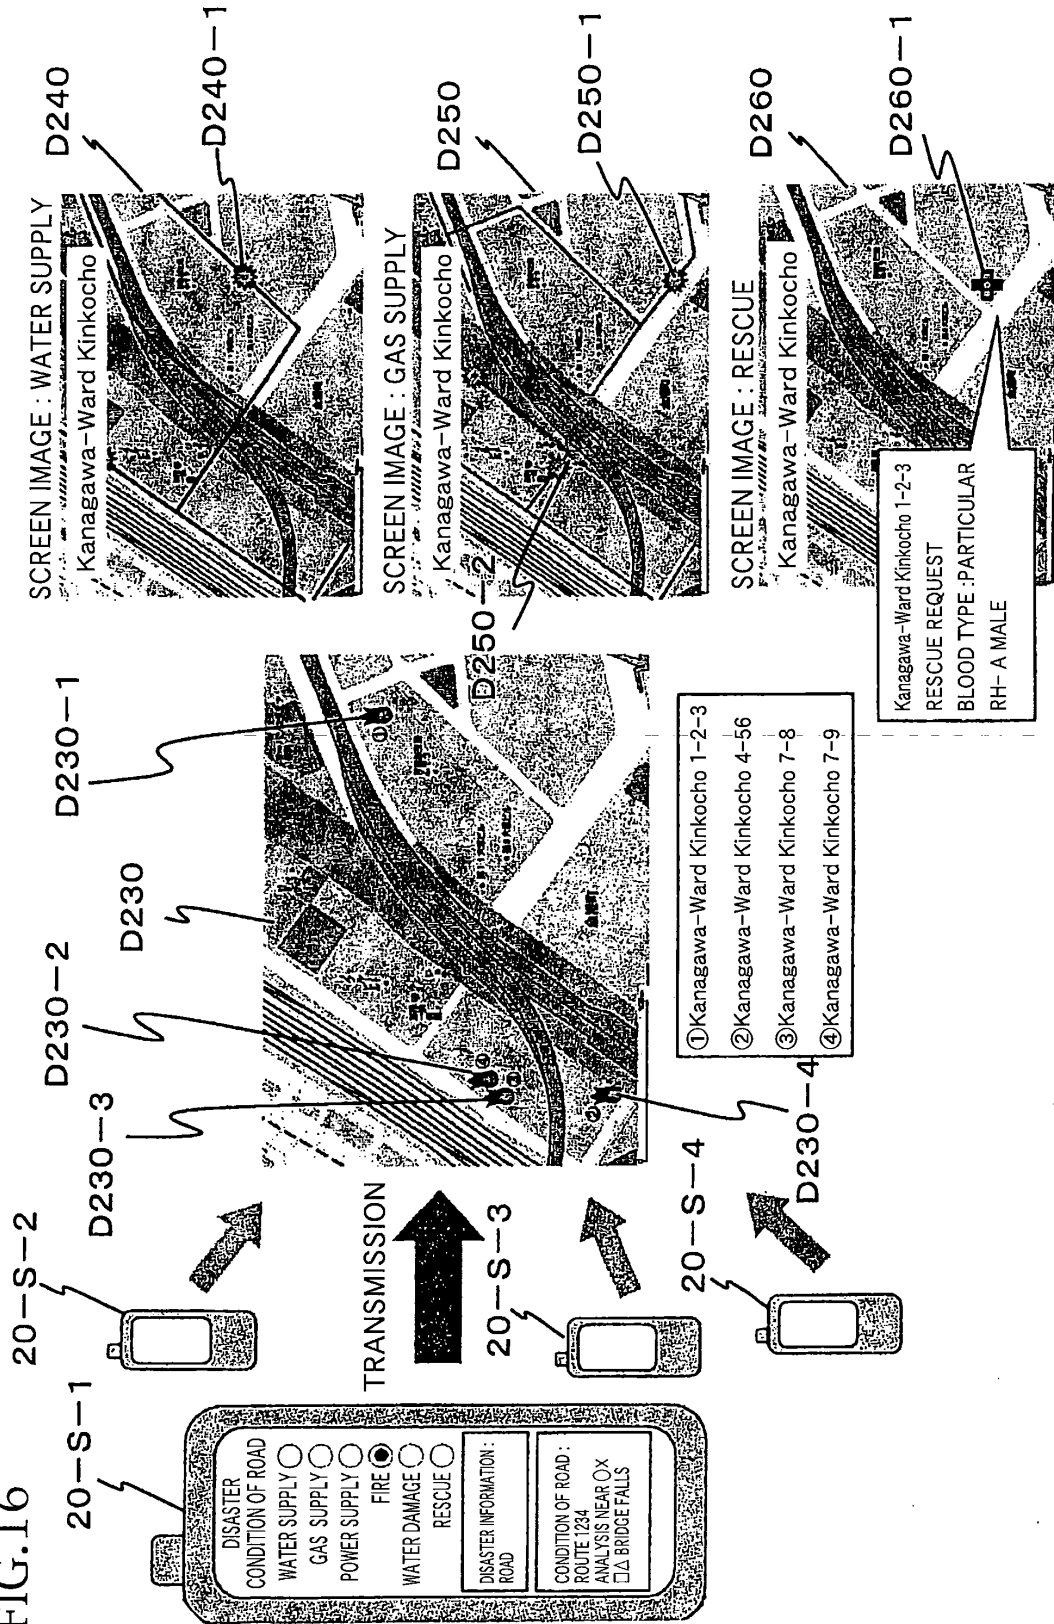 FIG.16
20-S-1
20-S-2
20-S-3
20-S-4
DISASTER
CONDITION OF ROAD
WATER SUPPLY ○
GAS SUPPLY ○
POWER SUPPLY ○
FIRE ◉
WATER DAMAGE ○
RESCUE ○
DISASTER INFORMATION :
ROAD
CONDITION OF ROAD :
ROUTE 1234
ANALYSIS NEAR ○X
□△ BRIDGE FALLS
TRANSMISSION
D230-3
D230-2
D230
D230-1
D230-4
①
②
③
④
①Kanagawa-Ward Kinkocho 1-2-3
②Kanagawa-Ward Kinkocho 4-56
③Kanagawa-Ward Kinkocho 7-8
④Kanagawa-Ward Kinkocho 7-9
SCREEN IMAGE : WATER SUPPLY
Kanagawa-Ward Kinkocho
D240
D240-1
SCREEN IMAGE : GAS SUPPLY
Kanagawa-Ward Kinkocho
D250
D250-1
D250-2
SCREEN IMAGE : RESCUE
Kanagawa-Ward Kinkocho
D260
D260-1
Kanagawa-Ward Kinkocho 1-2-3
RESCUE REQUEST
BLOOD TYPE :PARTICULAR
RH- A MALE